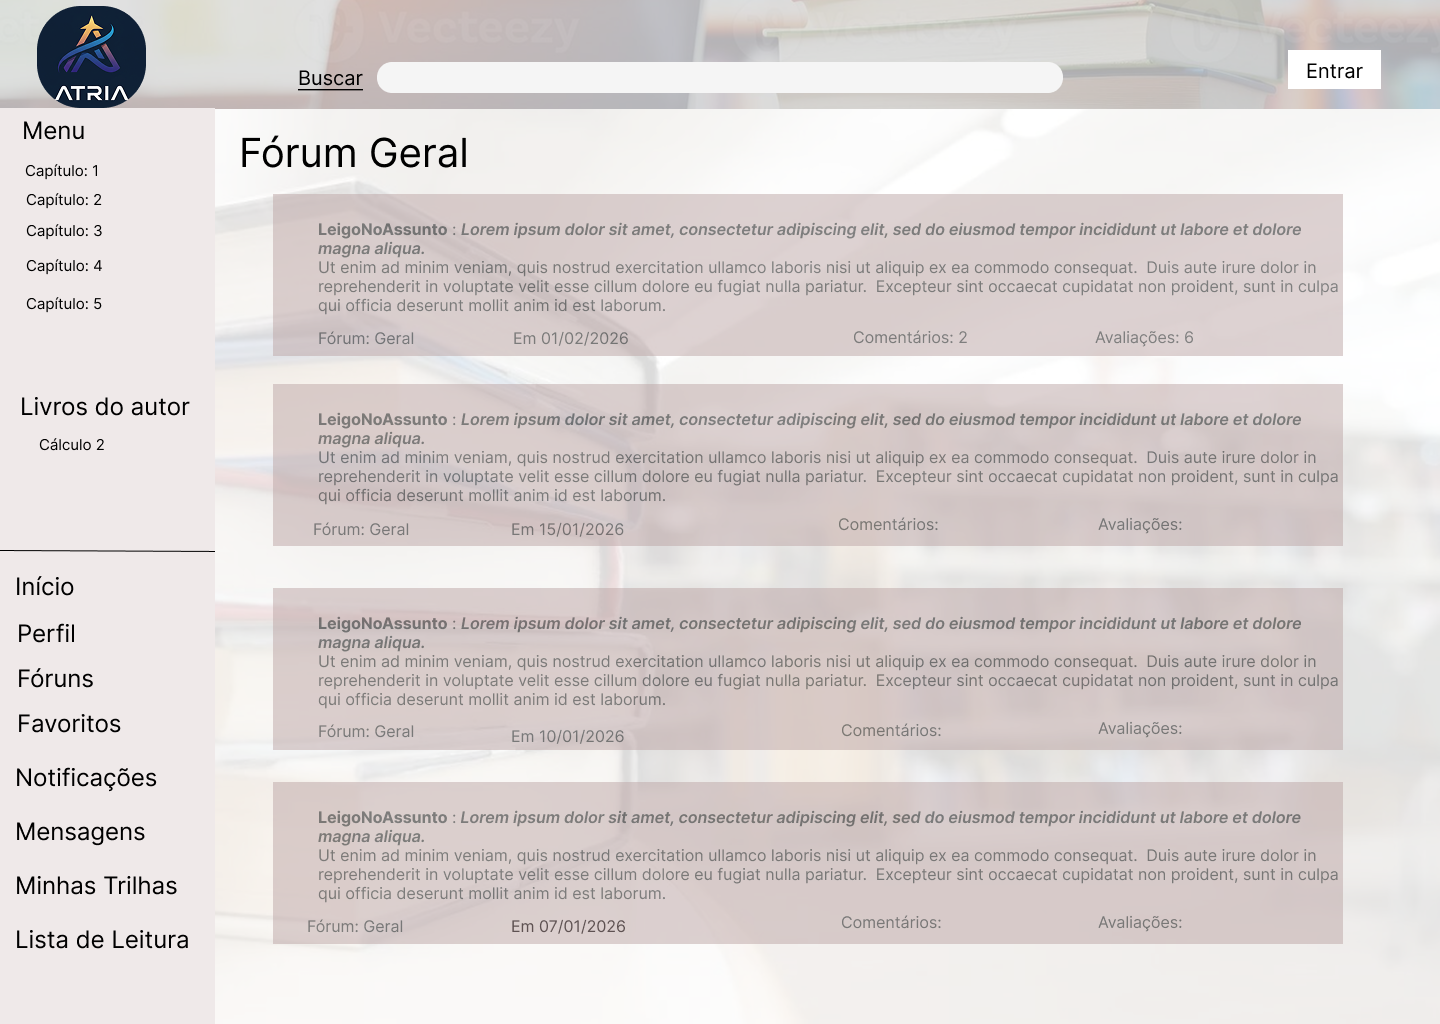 Vecteezy
ATRIA
Buscar
Entrar
Menu
Capítulo: 1
Capítulo: 2
Capítulo: 3
Capítulo: 4
Capítulo: 5
Livros do autor
Cálculo 2
Início
Perfil
Fóruns
Favoritos
Notificações
Mensagens
Minhas Trilhas
Lista de Leitura
Fórum Geral
LeigoNoAssunto : Lorem ipsum dolor sit amet, consectetur adipiscing elit, sed do eiusmod tempor incididunt ut labore et dolore
magna aliqua.
Ut enim ad minim veniam, quis nostrud exercitation ullamco laboris nisi ut aliquip ex ea commodo consequat.  Duis aute irure dolor in
reprehenderit in voluptate velit esse cillum dolore eu fugiat nulla pariatur.  Excepteur sint occaecat cupidatat non proident, sunt in culpa
qui officia deserunt mollit anim id est laborum.
Fórum: Geral Em 01/02/2026 Comentários: 2 Avaliações: 6
LeigoNoAssunto : Lorem ipsum dolor sit amet, consectetur adipiscing elit, sed do eiusmod tempor incididunt ut labore et dolore
magna aliqua.
Ut enim ad minim veniam, quis nostrud exercitation ullamco laboris nisi ut aliquip ex ea commodo consequat.  Duis aute irure dolor in
reprehenderit in voluptate velit esse cillum dolore eu fugiat nulla pariatur.  Excepteur sint occaecat cupidatat non proident, sunt in culpa
qui officia deserunt mollit anim id est laborum.
Fórum: Geral Em 15/01/2026 Comentários: Avaliações:
LeigoNoAssunto : Lorem ipsum dolor sit amet, consectetur adipiscing elit, sed do eiusmod tempor incididunt ut labore et dolore
magna aliqua.
Ut enim ad minim veniam, quis nostrud exercitation ullamco laboris nisi ut aliquip ex ea commodo consequat.  Duis aute irure dolor in
reprehenderit in voluptate velit esse cillum dolore eu fugiat nulla pariatur.  Excepteur sint occaecat cupidatat non proident, sunt in culpa
qui officia deserunt mollit anim id est laborum.
Fórum: Geral Em 10/01/2026 Comentários: Avaliações:
LeigoNoAssunto : Lorem ipsum dolor sit amet, consectetur adipiscing elit, sed do eiusmod tempor incididunt ut labore et dolore
magna aliqua.
Ut enim ad minim veniam, quis nostrud exercitation ullamco laboris nisi ut aliquip ex ea commodo consequat.  Duis aute irure dolor in
reprehenderit in voluptate velit esse cillum dolore eu fugiat nulla pariatur.  Excepteur sint occaecat cupidatat non proident, sunt in culpa
qui officia deserunt mollit anim id est laborum.
Fórum: Geral Em 07/01/2026 Comentários: Avaliações: